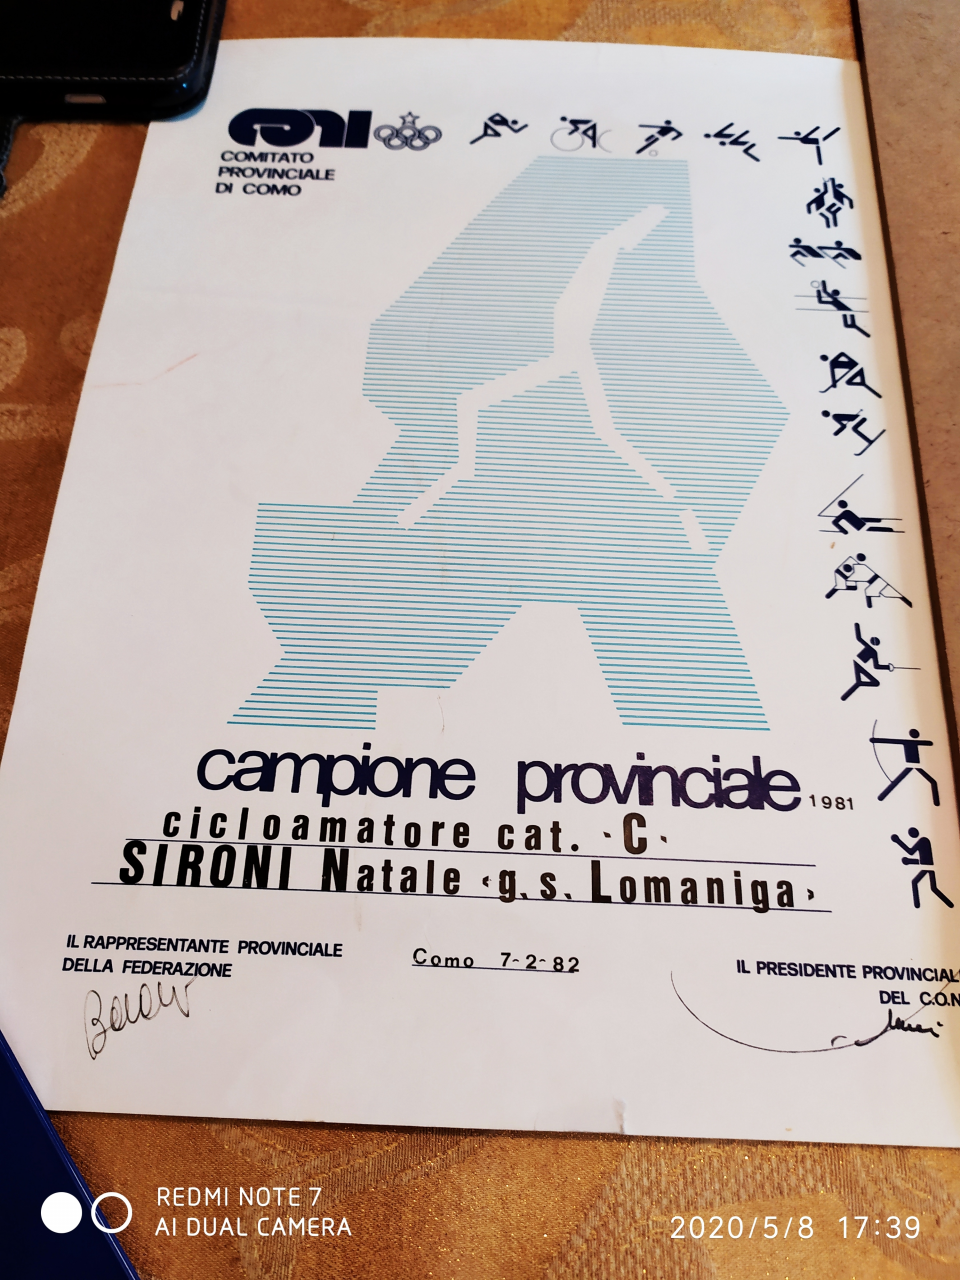 CONI
COMITATO
PROVINCIALE
DI COMO
campione provinciale 1981
cicloamatore cat. "C"
SIRONI Natale «g.s. Lomaniga»
IL RAPPRESENTANTE PROVINCIALE
DELLA FEDERAZIONE
Como 7-2-82
IL PRESIDENTE PROVINCIAL
DEL C.O.N
REDMI NOTE 7
AI DUAL CAMERA
2020/5/8 17:39